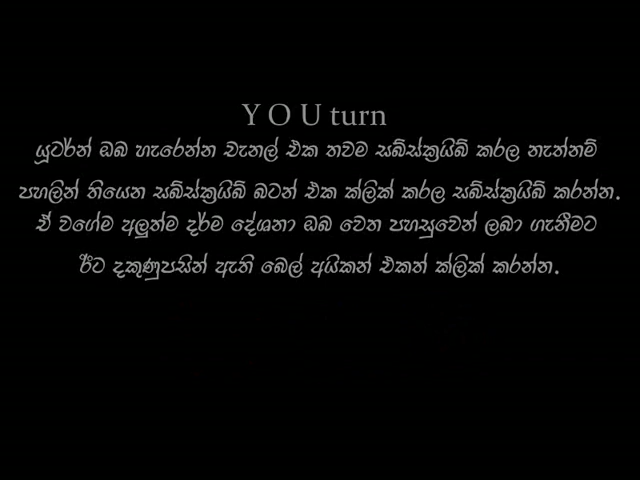 Y O U turn
යූටර්න් ඔබ හැරෙන්න චැනල් එක තවම සබ්ස්ක්‍රයිබ් කරල නැත්නම්
පහලින් තියෙන සබ්ස්ක්‍රයිබ් බටන් එක ක්ලික් කරල සබ්ස්ක්‍රයිබ් කරන්න.
ඒ වගේම අලුත්ම දර්ම දේශනා ඔබ වෙත පහසුවෙන් ලබා ගැනීමට
ඊට දකුණුපසින් ඇති බෙල් අයිකන් එකත් ක්ලික් කරන්න.